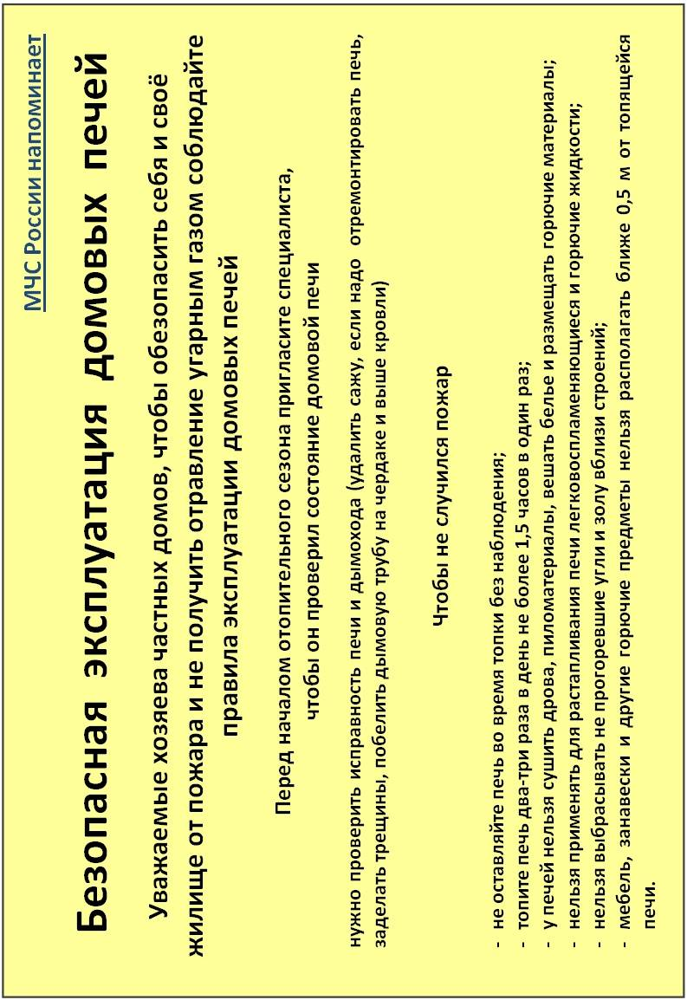 МЧС России напоминает
Безопасная эксплуатация домовых печей
Уважаемые хозяева частных домов, чтобы обезопасить себя и своё
жилище от пожара и не получить отравление угарным газом соблюдайте
правила эксплуатации домовых печей
Перед началом отопительного сезона пригласите специалиста,
чтобы он проверил состояние домовой печи
нужно проверить исправность печи и дымохода (удалить сажу, если надо отремонтировать печь,
заделать трещины, побелить дымовую трубу на чердаке и выше кровли)
Чтобы не случился пожар
- не оставляйте печь во время топки без наблюдения;
- топите печь два-три раза в день не более 1,5 часов в один раз;
- у печей нельзя сушить дрова, пиломатериалы, вешать белье и размещать горючие материалы;
- нельзя применять для растапливания печи легковоспламеняющиеся и горючие жидкости;
- нельзя выбрасывать не прогоревшие угли и золу вблизи строений;
- мебель, занавески и другие горючие предметы нельзя располагать ближе 0,5 м от топящейся
печи.